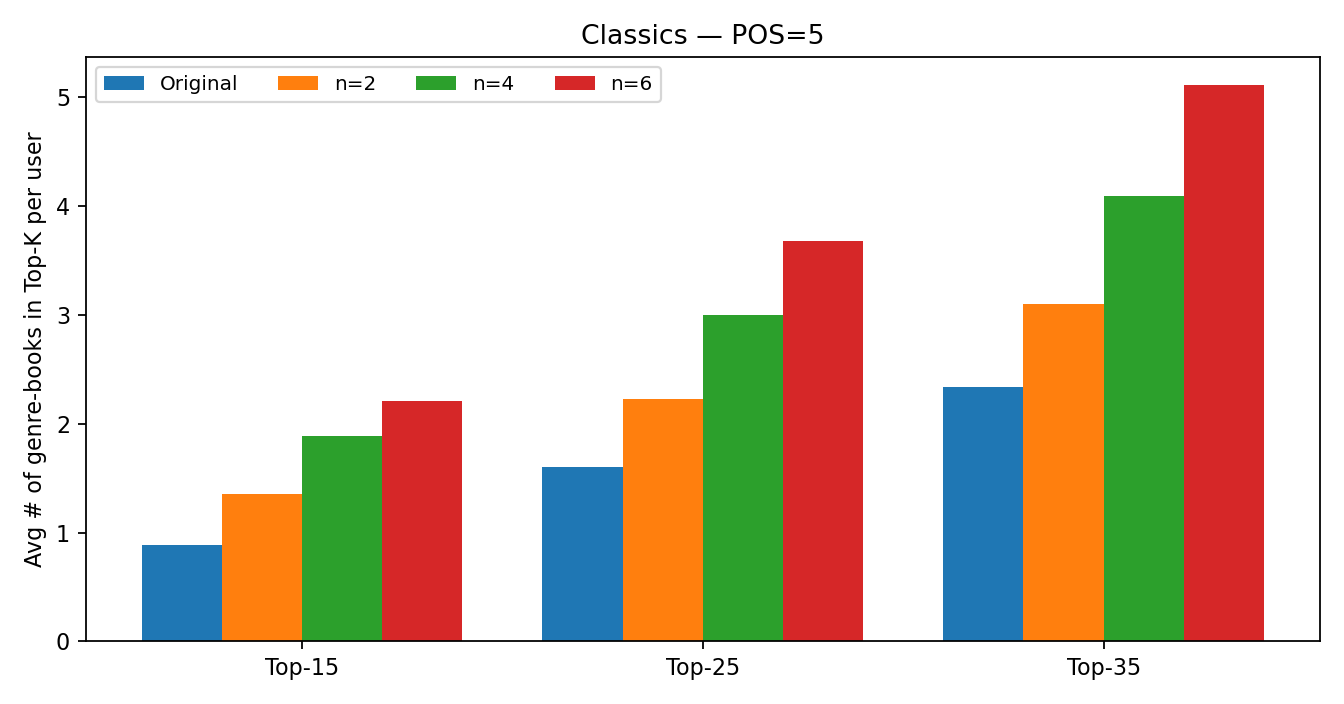 Classics — POS=5
Original n=2 n=4 n=6
Avg # of genre-books in Top-K per user
5
4
3
2
1
0
Top-15 Top-25 Top-35